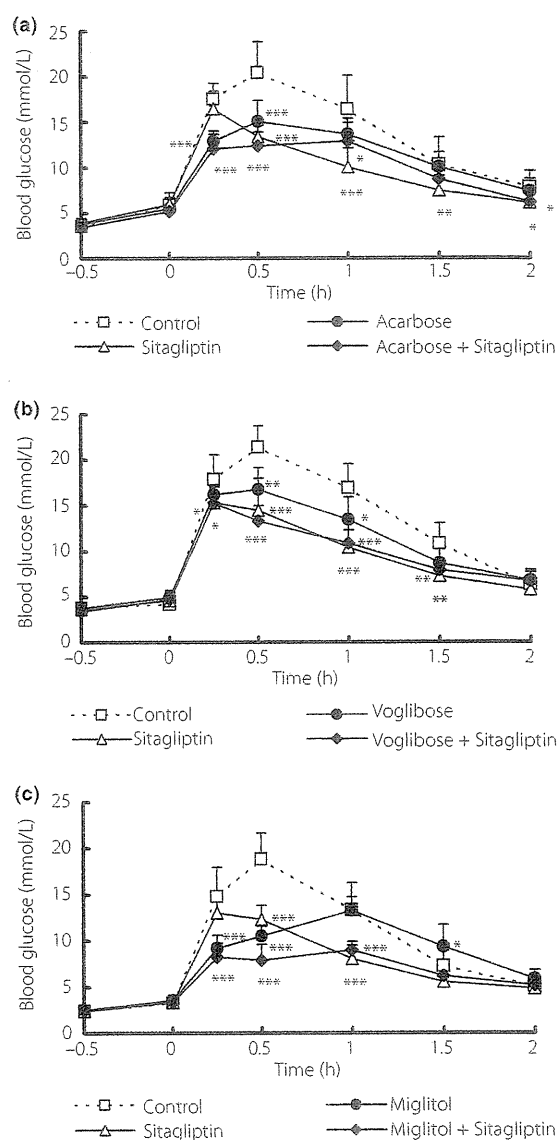 (a)
25
20
15
10
5
0
Blood glucose (mmol/L)
***
***
***
***
***
*
***
**
*
*
−0.5 0 0.5 1 1.5 2
Time (h)
Control Acarbose
Sitagliptin Acarbose + Sitagliptin
(b)
25
20
15
10
5
0
Blood glucose (mmol/L)
*
*
**
***
***
*
***
***
**
**
−0.5 0 0.5 1 1.5 2
Time (h)
Control Voglibose
Sitagliptin Voglibose + Sitagliptin
(c)
25
20
15
10
5
0
Blood glucose (mmol/L)
***
***
***
***
***
***
***
*
−0.5 0 0.5 1 1.5 2
Time (h)
Control Miglitol
Sitagliptin Miglitol + Sitagliptin